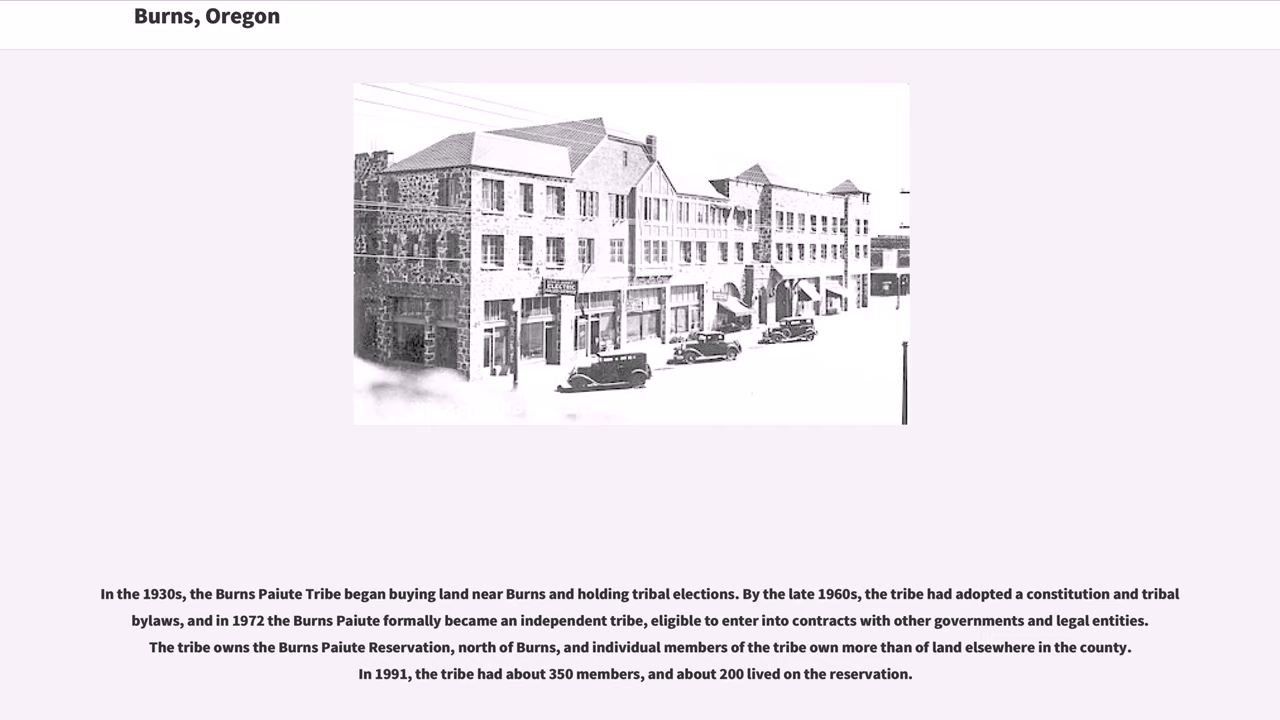 Burns, Oregon
ELECTRIC
In the 1930s, the Burns Paiute Tribe began buying land near Burns and holding tribal elections. By the late 1960s, the tribe had adopted a constitution and tribal
bylaws, and in 1972 the Burns Paiute formally became an independent tribe, eligible to enter into contracts with other governments and legal entities.
The tribe owns the Burns Paiute Reservation, north of Burns, and individual members of the tribe own more than of land elsewhere in the county.
In 1991, the tribe had about 350 members, and about 200 lived on the reservation.